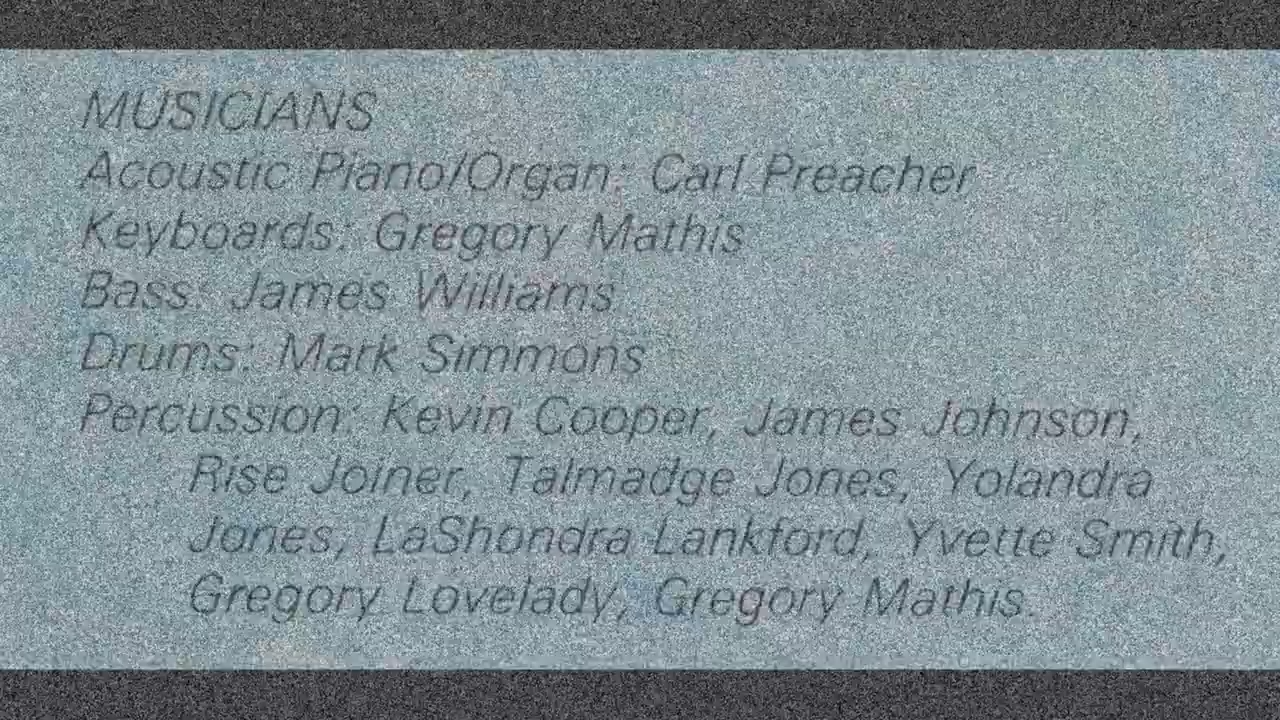 MUSICIANS
Acoustic Piano/Organ: Carl Preacher
Keyboards: Gregory Mathis
Bass: James Williams
Drums: Mark Simmons
Percussion: Kevin Cooper, James Johnson,
Rise Joiner, Talmadge Jones, Yolandra
Jones, LaShondra Lankford, Yvette Smith,
Gregory Lovelady, Gregory Mathis.